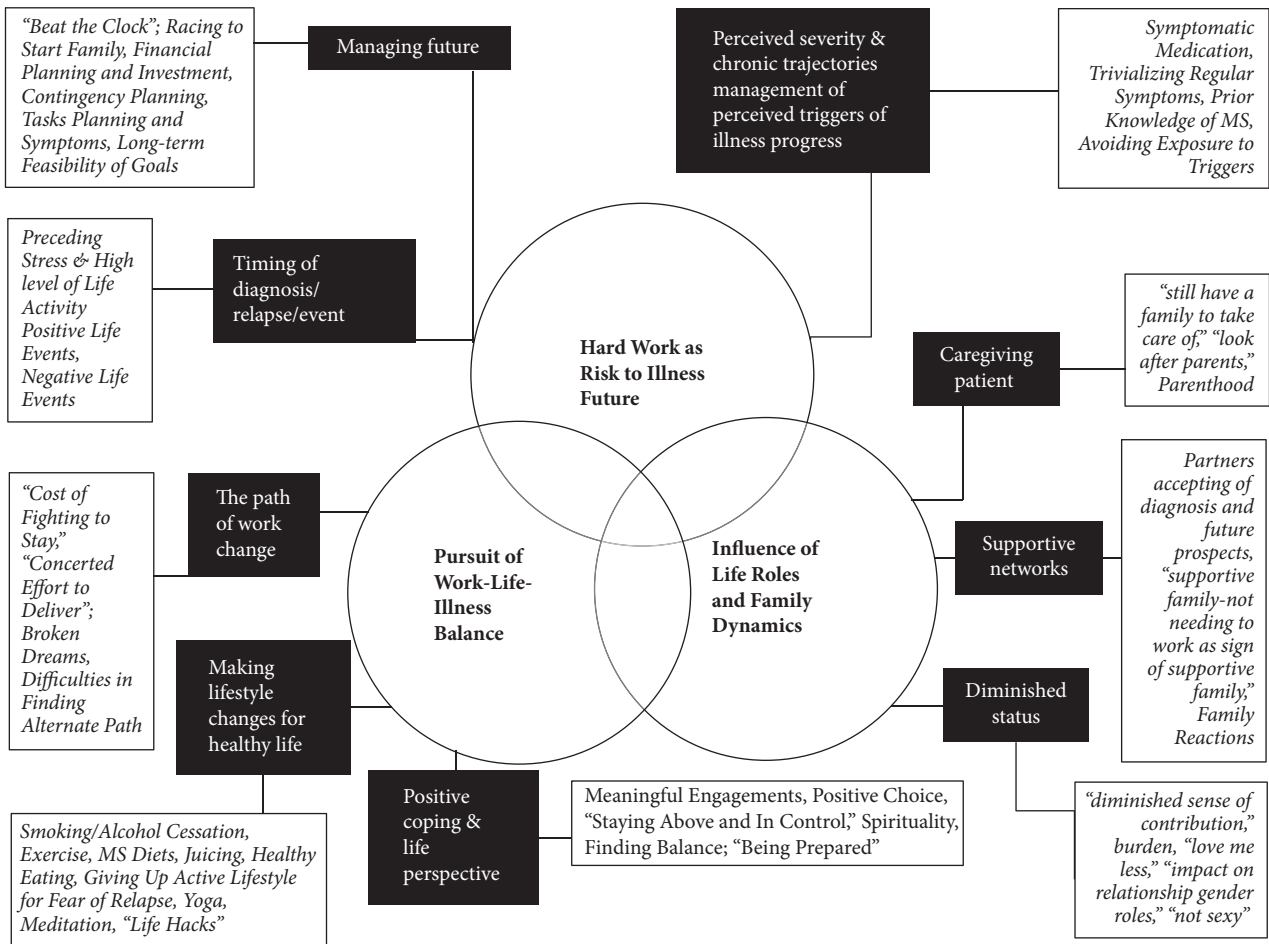 “Beat the Clock”; Racing to
Start Family, Financial
Planning and Investment,
Contingency Planning,
Tasks Planning and
Symptoms, Long-term
Feasibility of Goals
Managing future
Perceived severity &
chronic trajectories
management of
perceived triggers of
illness progress
Symptomatic
Medication,
Trivializing Regular
Symptoms, Prior
Knowledge of MS,
Avoiding Exposure to
Triggers
Preceding
Stress & High
level of Life
Activity
Positive Life
Events,
Negative Life
Events
Timing of
diagnosis/
relapse/event
Hard Work as
Risk to Illness
Future
Caregiving
patient
“still have a
family to take
care of,” “look
after parents,”
Parenthood
“Cost of
Fighting to
Stay,”
“Concerted
Effort to
Deliver”;
Broken
Dreams,
Difficulties in
Finding
Alternate Path
The path
of work
change
Pursuit of
Work-Life-
Illness
Balance
Influence of
Life Roles
and Family
Dynamics
Supportive
networks
Partners
accepting of
diagnosis and
future
prospects,
“supportive
family-not
needing to
work as sign
of supportive
family,”
Family
Reactions
Making
lifestyle
changes for
healthy life
Diminished
status
Smoking/Alcohol Cessation,
Exercise, MS Diets, Juicing, Healthy
Eating, Giving Up Active Lifestyle
for Fear of Relapse, Yoga,
Meditation, “Life Hacks”
Positive
coping &
life
perspective
Meaningful Engagements, Positive Choice,
“Staying Above and In Control,” Spirituality,
Finding Balance; “Being Prepared”
“diminished sense of
contribution,”
burden, “love me
less,” “impact on
relationship gender
roles,” “not sexy”